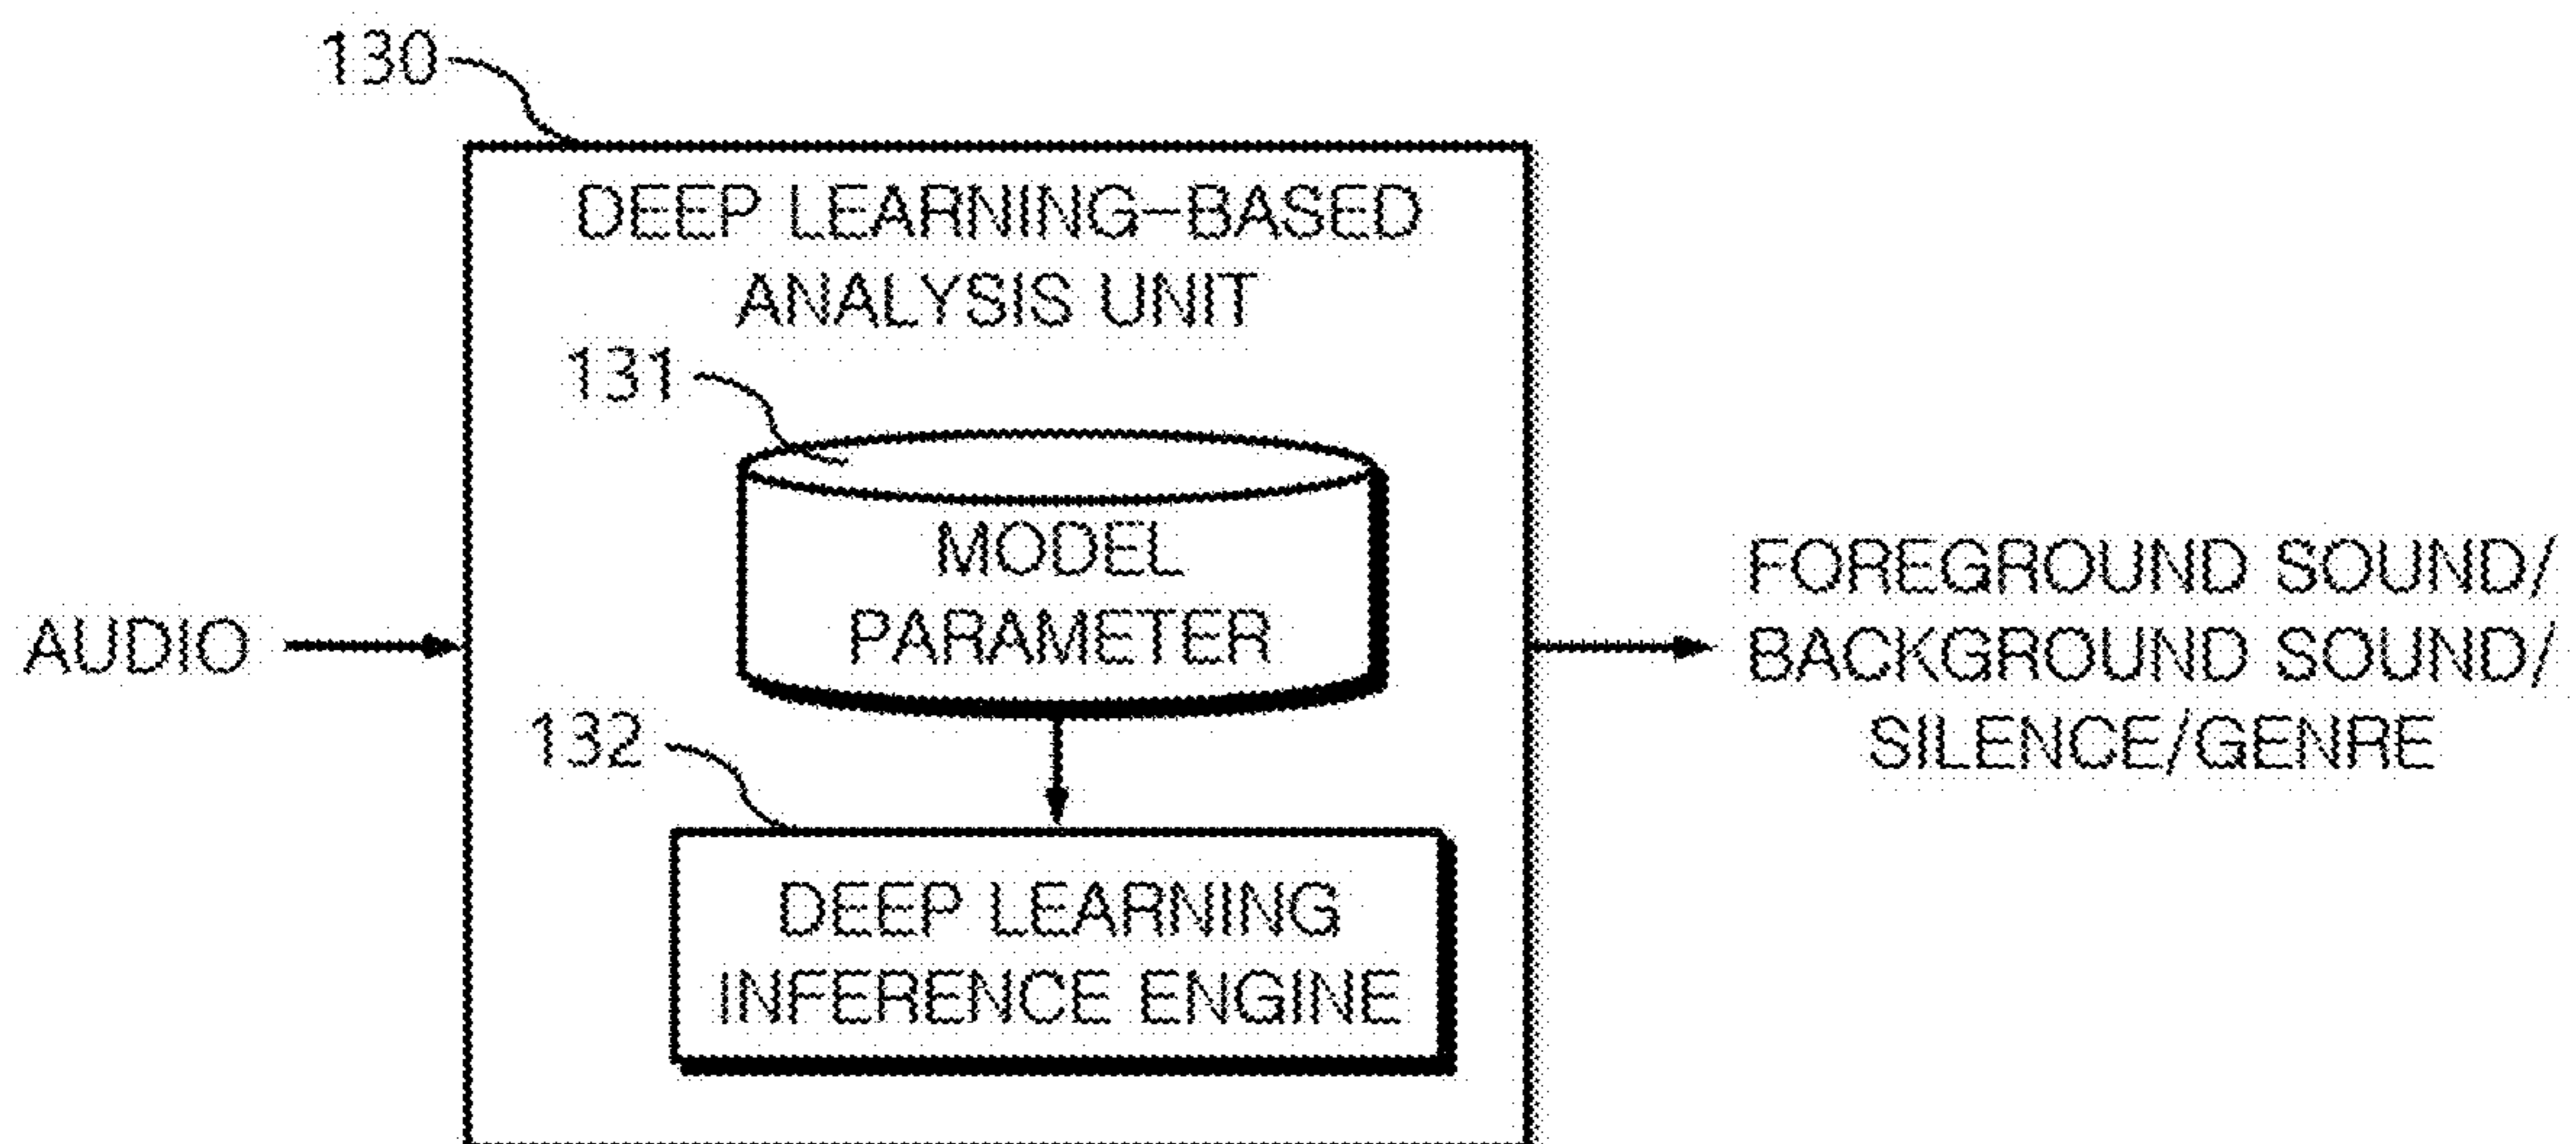 130
DEEP LEARNING-BASED
ANALYSIS UNIT
131
MODEL
PARAMETER
AUDIO
FOREGROUND SOUND/
BACKGROUND SOUND/
SILENCE/GENRE
132
DEEP LEARNING
INFERENCE ENGINE